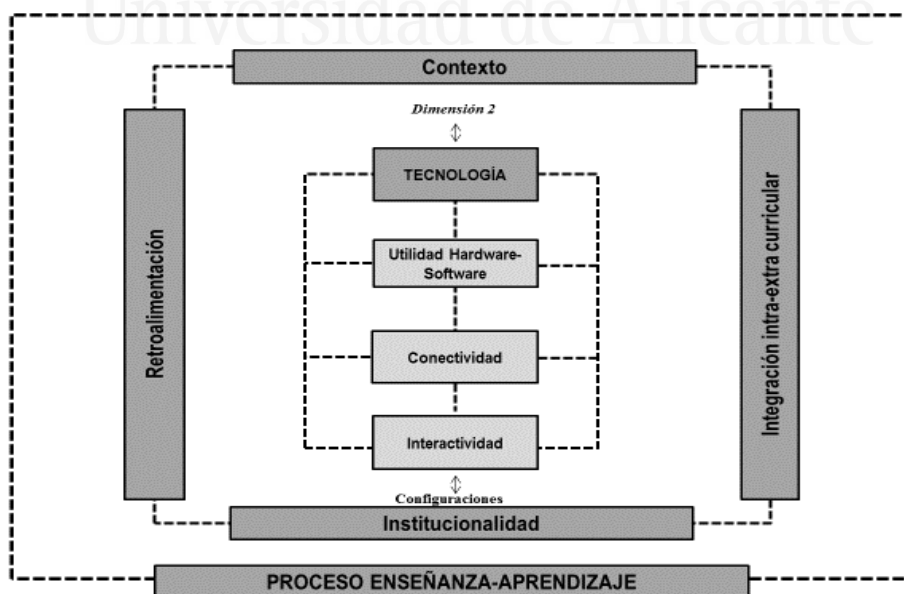 Universidad de Alicante
Contexto
Dimensión 2
TECNOLOGÍA
Utilidad Hardware-
Software
Conectividad
Interactividad
Configuraciones
Retroalimentación
Integración intra-extra curricular
Institucionalidad
PROCESO ENSEÑANZA-APRENDIZAJE